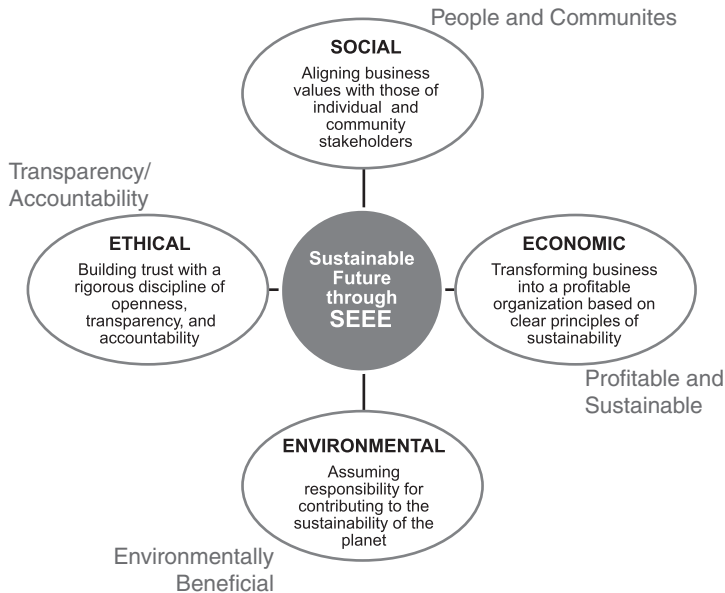 People and Communites
SOCIAL
Aligning business
values with those of
individual and
community
stakeholders
Transparency/
Accountability
ETHICAL
Building trust with a
rigorous discipline of
openness,
transparency, and
accountability
Sustainable
Future
through
SEEE
ECONOMIC
Transforming business
into a profitable
organization based on
clear principles of
sustainability
Profitable and
Sustainable
ENVIRONMENTAL
Assuming
responsibility for
contributing to the
sustainability of the
planet
Environmentally
Beneficial